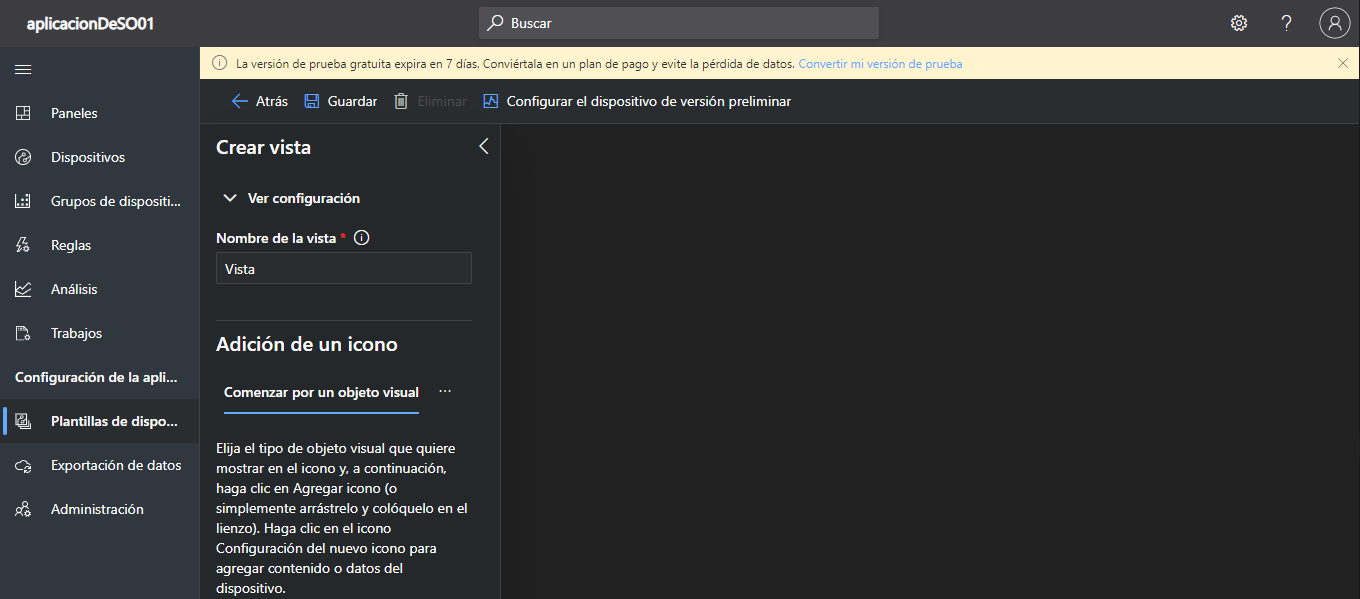 aplicacionDeSO01
Buscar
La versión de prueba gratuita expira en 7 días. Conviértala en un plan de pago y evite la pérdida de datos. Convertir mi versión de prueba
Atrás Guardar Eliminar Configurar el dispositivo de versión preliminar
Paneles
Dispositivos
Grupos de dispositi...
Reglas
Análisis
Trabajos
Configuración de la apli...
Plantillas de dispo...
Exportación de datos
Administración
Crear vista
Ver configuración
Nombre de la vista *
Vista
Adición de un icono
Comenzar por un objeto visual ...
Elija el tipo de objeto visual que quiere
mostrar en el icono y, a continuación,
haga clic en Agregar icono (o
simplemente arrástrelo y colóquelo en el
lienzo). Haga clic en el icono
Configuración del nuevo icono para
agregar contenido o datos del
dispositivo.